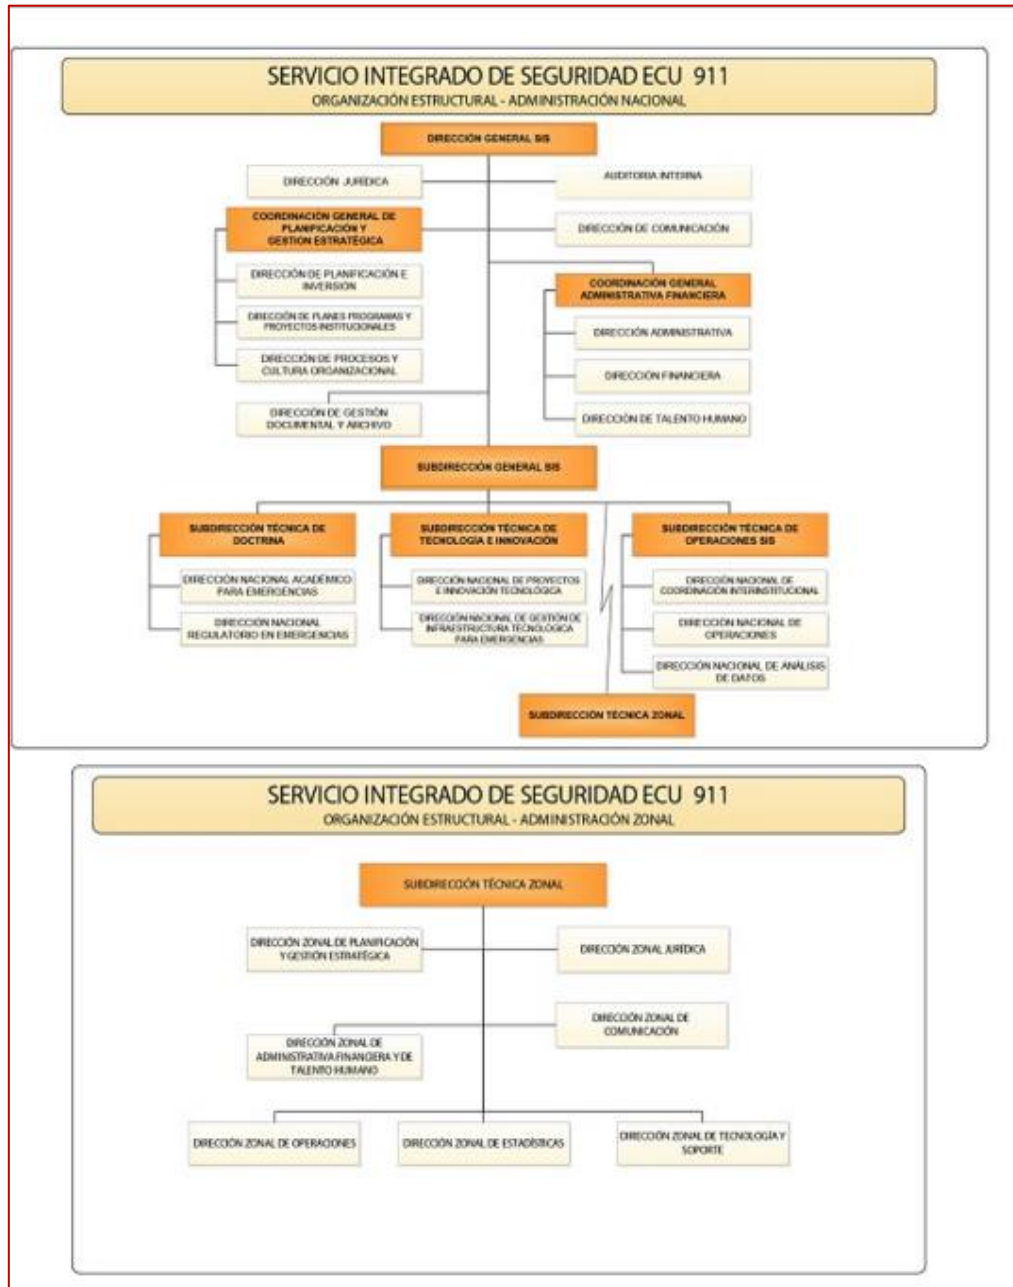 SERVICIO INTEGRADO DE SEGURIDAD ECU 911
ORGANIZACIÓN ESTRUCTURAL - ADMINISTRACIÓN NACIONAL
DIRECCIÓN GENERAL SIS
DIRECCIÓN JURÍDICA
AUDITORIA INTERNA
COORDINACIÓN GENERAL DE
PLANIFICACIÓN Y
GESTION ESTRATÉGICA
DIRECCIÓN DE COMUNICACIÓN
DIRECCIÓN DE PLANIFICACIÓN E
INVERSIÓN
DIRECCIÓN DE PLANES PROGRAMAS Y
PROYECTOS INSTITUCIONALES
DIRECCIÓN DE PROCESOS Y
CULTURA ORGANIZACIONAL
COORDINACIÓN GENERAL
ADMINISTRATIVA FINANCIERA
DIRECCIÓN ADMINISTRATIVA
DIRECCIÓN FINANCIERA
DIRECCIÓN DE TALENTO HUMANO
DIRECCIÓN DE GESTIÓN
DOCUMENTAL Y ARCHIVO
SUBDIRECCIÓN GENERAL SIS
SUBDIRECCIÓN TÉCNICA DE
DOCTRINA
DIRECCIÓN NACIONAL ACADÉMICO
PARA EMERGENCIAS
DIRECCIÓN NACIONAL
REGULATORIO EN EMERGENCIAS
SUBDIRECCIÓN TÉCNICA DE
TECNOLOGÍA E INNOVACIÓN
DIRECCIÓN NACIONAL DE PROYECTOS
E INNOVACIÓN TECNOLÓGICA
DIRECCIÓN NACIONAL DE GESTIÓN DE
INFRAESTRUCTURA TECNOLÓGICA
PARA EMERGENCIAS
SUBDIRECCIÓN TÉCNICA DE
OPERACIONES SIS
DIRECCIÓN NACIONAL DE
COORDINACIÓN INTERINSTITUCIONAL
DIRECCIÓN NACIONAL DE
OPERACIONES
DIRECCIÓN NACIONAL DE ANÁLISIS
DE DATOS
SUBDIRECCIÓN TÉCNICA ZONAL
SERVICIO INTEGRADO DE SEGURIDAD ECU 911
ORGANIZACIÓN ESTRUCTURAL - ADMINISTRACIÓN ZONAL
SUBDIRECCIÓN TÉCNICA ZONAL
DIRECCIÓN ZONAL DE PLANIFICACIÓN
Y GESTIÓN ESTRATÉGICA
DIRECCIÓN ZONAL JURÍDICA
DIRECCIÓN ZONAL DE
COMUNICACIÓN
DIRECCIÓN ZONAL DE
ADMINISTRATIVA FINANCIERA Y DE
TALENTO HUMANO
DIRECCIÓN ZONAL DE OPERACIONES
DIRECCIÓN ZONAL DE ESTADÍSTICAS
DIRECCIÓN ZONAL DE TECNOLOGÍA Y
SOPORTE